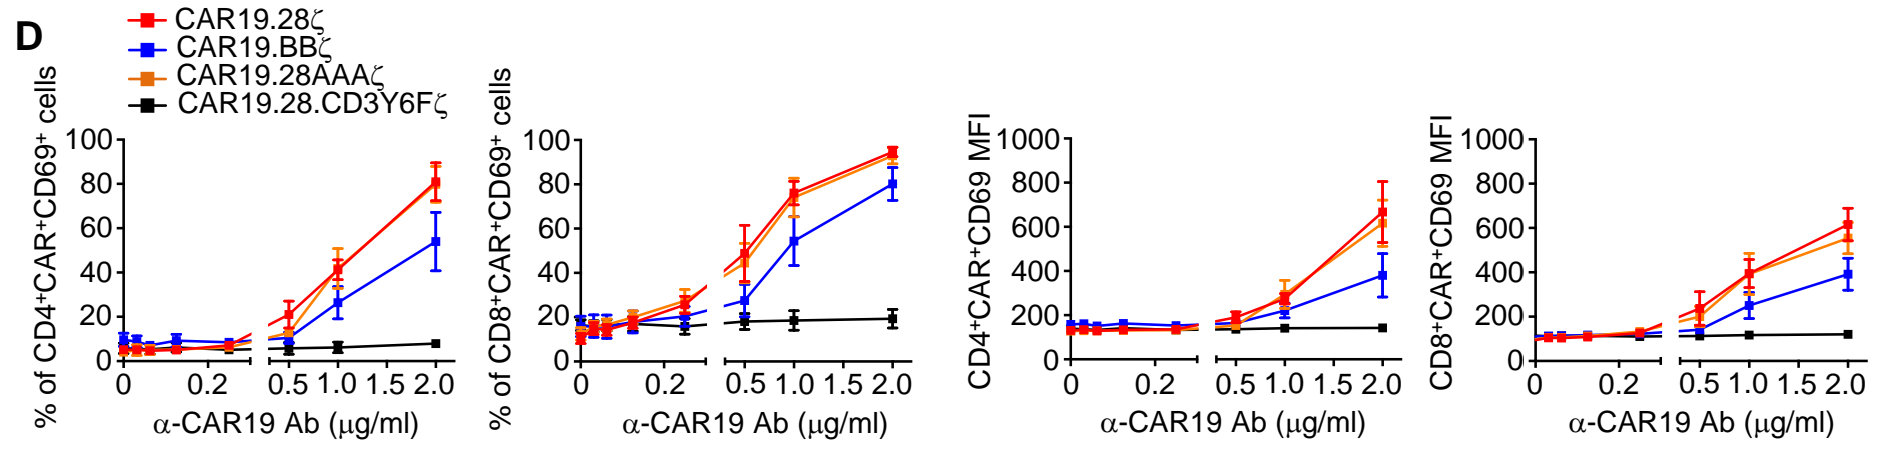 D
CAR19.28ζ
CAR19.BBζ
CAR19.28AAAζ
CAR19.28.CD3Y6Fζ
% of CD4⁺CAR⁺CD69⁺ cells
100
80
60
40
20
0
0 0.2 0.5 1.0 1.5 2.0
α-CAR19 Ab (μg/ml)
% of CD8⁺CAR⁺CD69⁺ cells
100
80
60
40
20
0
0 0.2 0.5 1.0 1.5 2.0
α-CAR19 Ab (μg/ml)
CD4⁺CAR⁺CD69 MFI
1000
800
600
400
200
0
0 0.2 0.5 1.0 1.5 2.0
α-CAR19 Ab (μg/ml)
CD8⁺CAR⁺CD69 MFI
1000
800
600
400
200
0
0 0.2 0.5 1.0 1.5 2.0
α-CAR19 Ab (μg/ml)